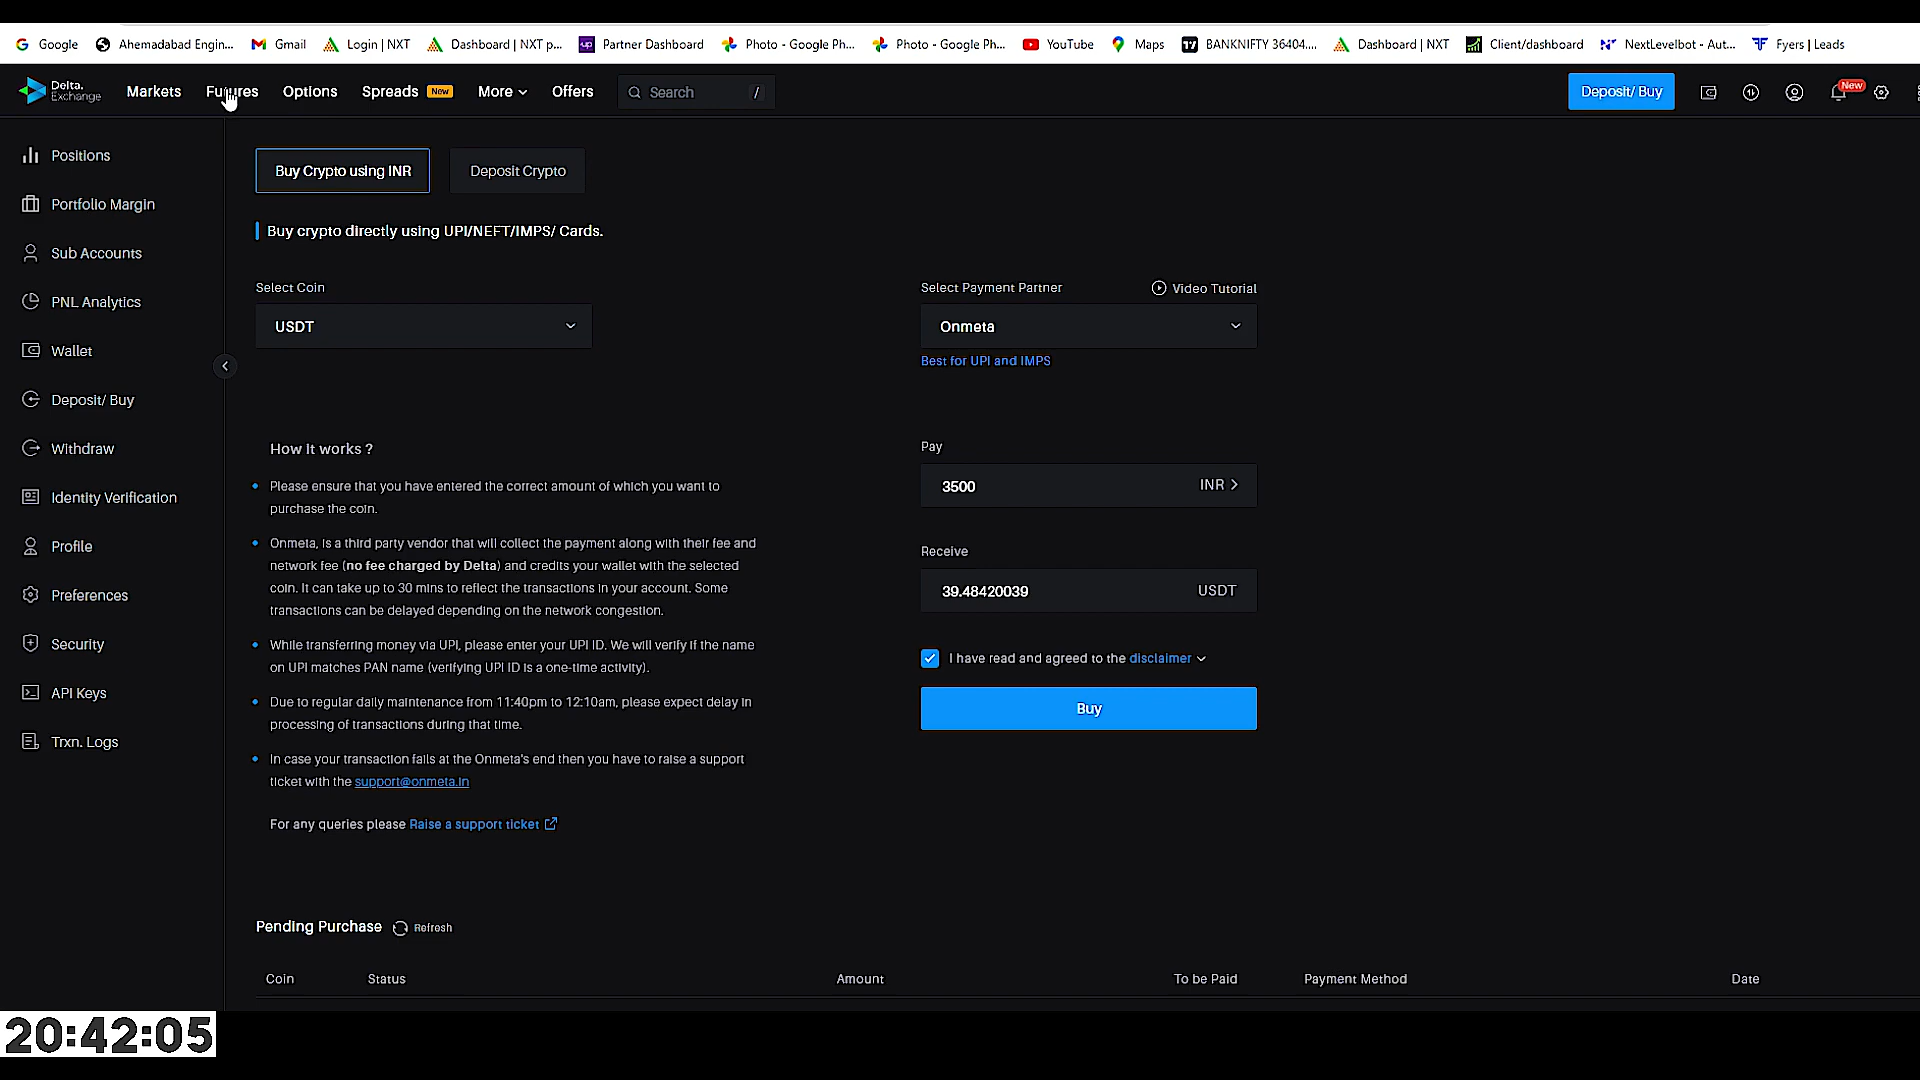 Google
Ahemadabad Engin...
Gmail
Login | NXT
Dashboard | NXT p...
Partner Dashboard
Photo - Google Ph...
Photo - Google Ph...
YouTube
Maps
BANKNIFTY 36404....
Dashboard | NXT
Client/dashboard
NextLevelbot - Aut...
Fyers | Leads
Delta.
Exchange
Markets
Futures
Options
Spreads New
More
Offers
Search /
Deposit/ Buy
New
Positions
Portfolio Margin
Sub Accounts
PNL Analytics
Wallet
Deposit/ Buy
Withdraw
Identity Verification
Profile
Preferences
Security
API Keys
Trxn. Logs
Buy Crypto using INR
Deposit Crypto
Buy crypto directly using UPI/NEFT/IMPS/ Cards.
Select Coin
USDT
Select Payment Partner
Video Tutorial
Onmeta
Best for UPI and IMPS
How It works ?
Please ensure that you have entered the correct amount of which you want to
purchase the coin.
Onmeta, is a third party vendor that will collect the payment along with their fee and
network fee (no fee charged by Delta) and credits your wallet with the selected
coin. It can take up to 30 mins to reflect the transactions in your account. Some
transactions can be delayed depending on the network congestion.
While transferring money via UPI, please enter your UPI ID. We will verify if the name
on UPI matches PAN name (verifying UPI ID is a one-time activity).
Due to regular daily maintenance from 11:40pm to 12:10am, please expect delay in
processing of transactions during that time.
In case your transaction fails at the Onmeta's end then you have to raise a support
ticket with the support@onmeta.in
For any queries please Raise a support ticket
Pay
3500 INR
Receive
39.48420039 USDT
I have read and agreed to the disclaimer
Buy
Pending Purchase Refresh
Coin Status Amount To be Paid Payment Method Date
20:42:05